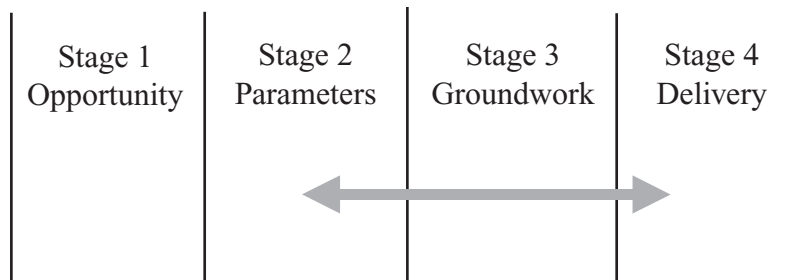 Stage 1
Opportunity
Stage 2
Parameters
Stage 3
Groundwork
Stage 4
Delivery